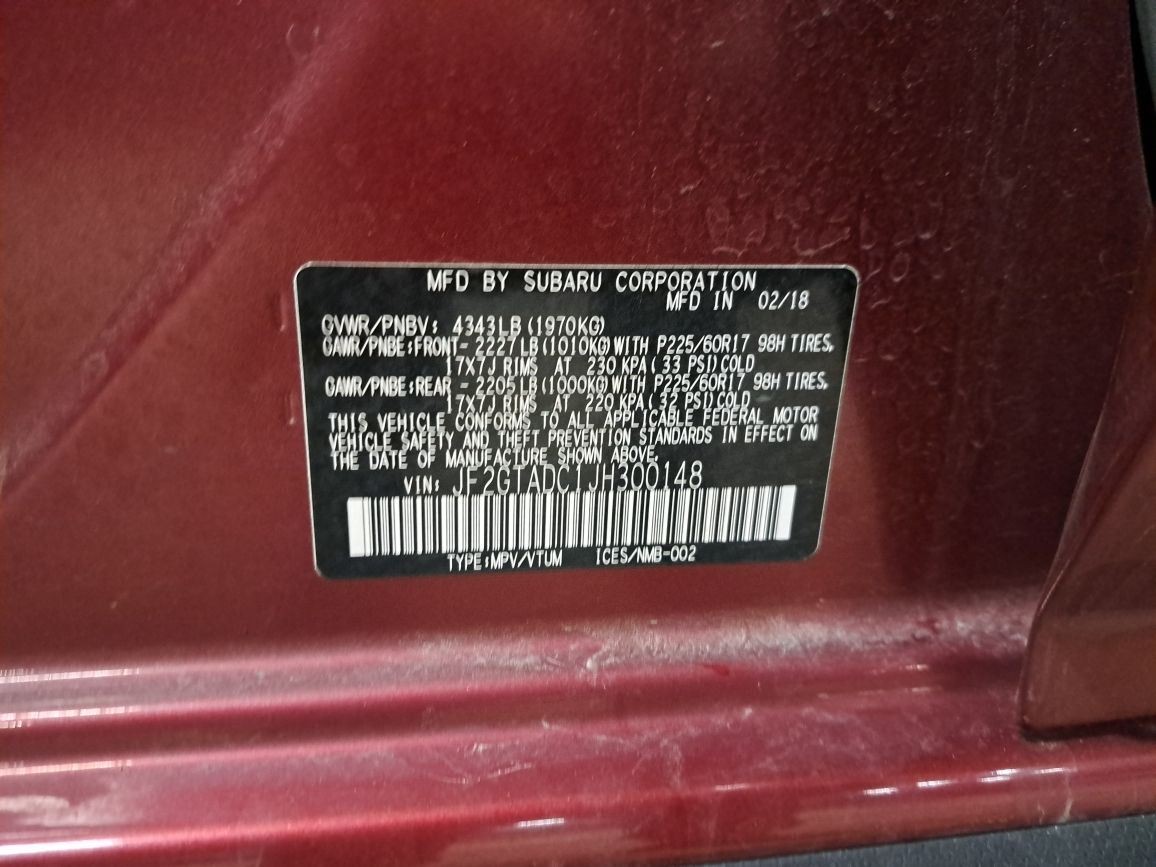 MFD BY SUBARU CORPORATION
MFD IN 02/18
GVWR/PNBV: 4343LB (1970KG)
GAWR/PNBE:FRONT- 2227LB (1010KG) WITH P225/60R17 98H TIRES,
17X7J RIMS AT 230 KPA (33 PSI) COLD
GAWR/PNBE:REAR - 2205LB (1000KG) WITH P225/60R17 98H TIRES,
17X7J RIMS AT 220 KPA (32 PSI) COLD
THIS VEHICLE CONFORMS TO ALL APPLICABLE FEDERAL MOTOR
VEHICLE SAFETY AND THEFT PREVENTION STANDARDS IN EFFECT ON
THE DATE OF MANUFACTURE SHOWN ABOVE.
VIN: JF2GTADC1JH300148
TYPE:MPV/VTUM ICES/NMB-002